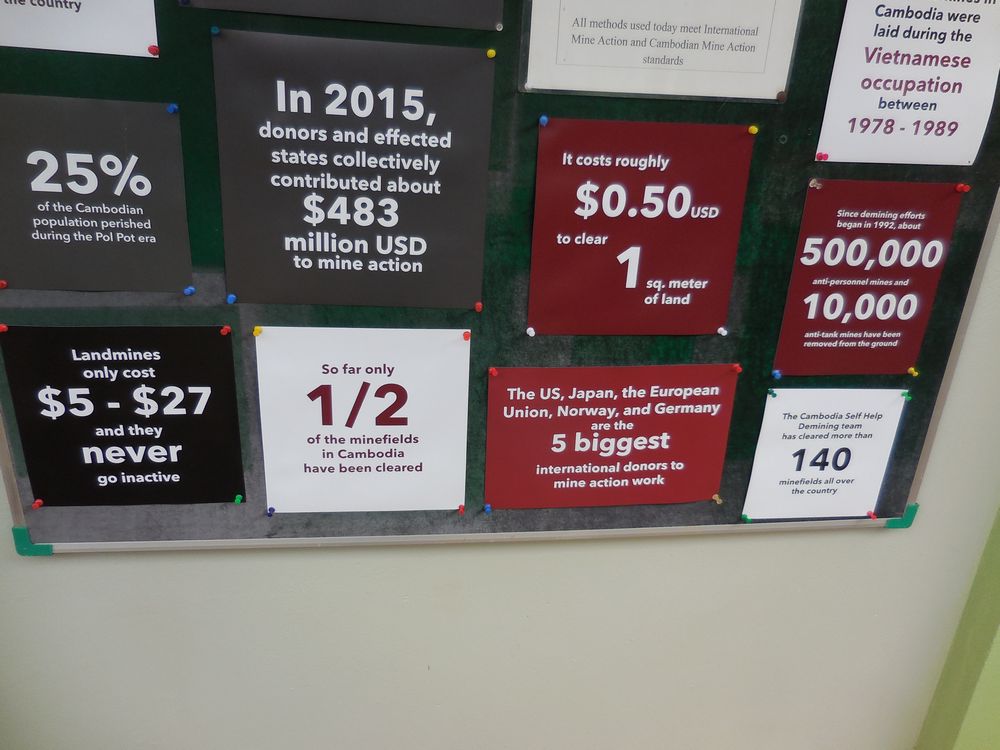 the country
All methods used today meet International
Mine Action and Cambodian Mine Action
standards
Cambodia were
laid during the
Vietnamese
occupation
between
1978 - 1989
25%
of the Cambodian
population perished
during the Pol Pot era
In 2015,
donors and effected
states collectively
contributed about
$483
million USD
to mine action
It costs roughly
$0.50 USD
to clear
1 sq. meter
of land
Since demining efforts
began in 1992, about
500,000
anti-personnel mines and
10,000
anti-tank mines have been
removed from the ground
Landmines
only cost
$5 - $27
and they
never
go inactive
So far only
1/2
of the minefields
in Cambodia
have been cleared
The US, Japan, the European
Union, Norway, and Germany
are the
5 biggest
international donors to
mine action work
The Cambodia Self Help
Demining team
has cleared more than
140
minefields all over
the country